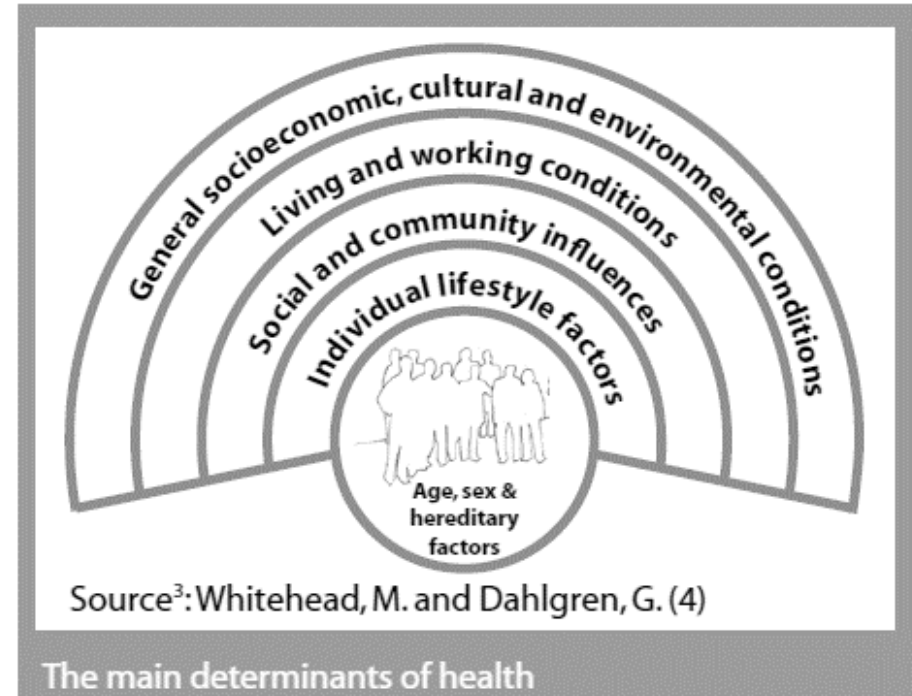 General socioeconomic, cultural and environmental conditions
Living and working conditions
Social and community influences
Individual lifestyle factors
Age, sex &
hereditary
factors
Source³: Whitehead, M. and Dahlgren, G. (4)
The main determinants of health